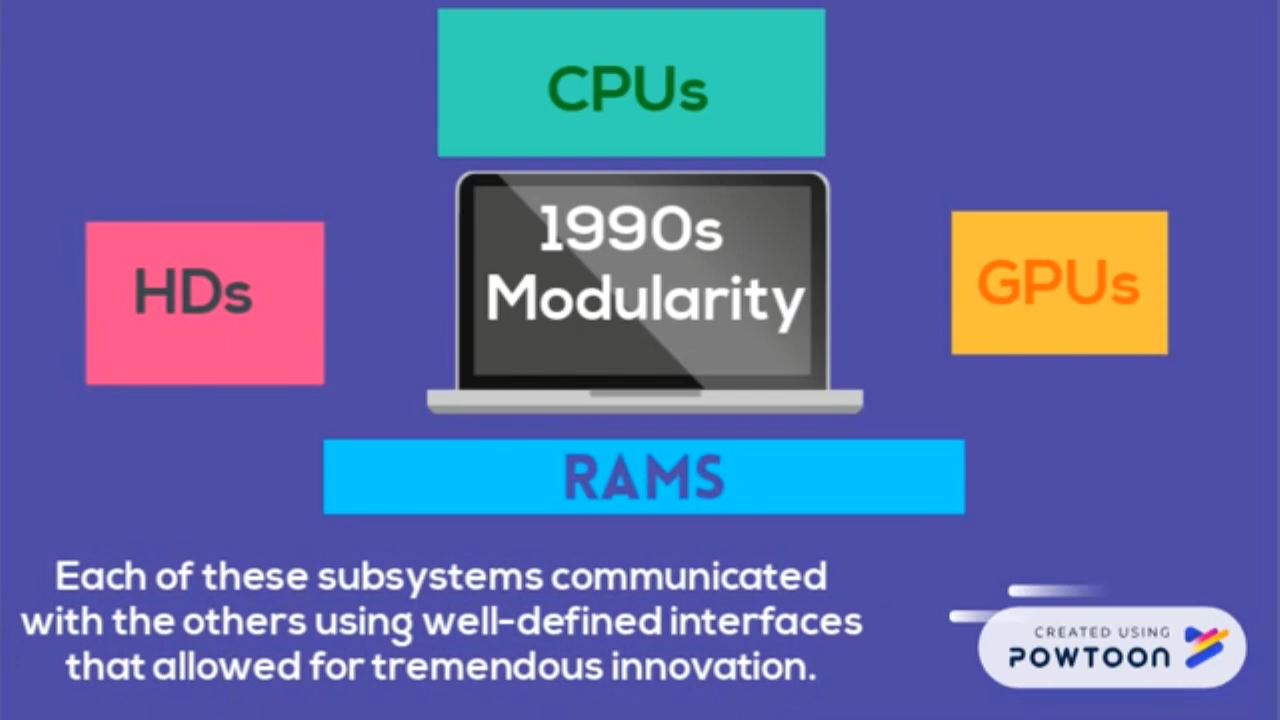 CPUs
1990s
Modularity
HDs
GPUs
RAMS
Each of these subsystems communicated
with the others using well-defined interfaces
that allowed for tremendous innovation.
CREATED USING
POWTOON